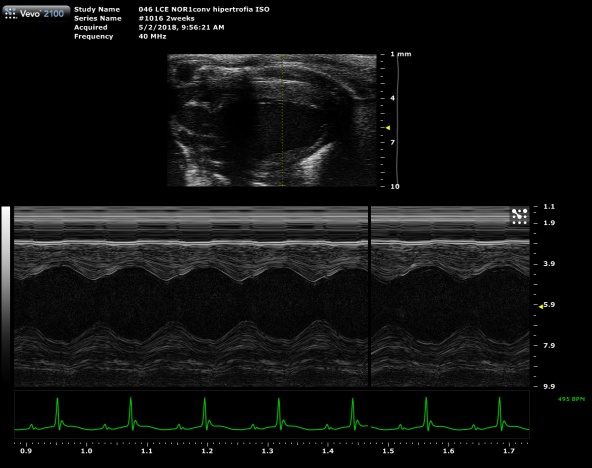 Vevo 2100
Study Name 046 LCE NOR1conv hipertrofia ISO
Series Name #1016 2weeks
Acquired 5/2/2018, 9:56:21 AM
Frequency 40 MHz
1 mm
4
7
10
1.1
1.9
3.9
5.9
7.9
9.9
495 BPM
0.9 1.0 1.1 1.2 1.3 1.4 1.5 1.6 1.7